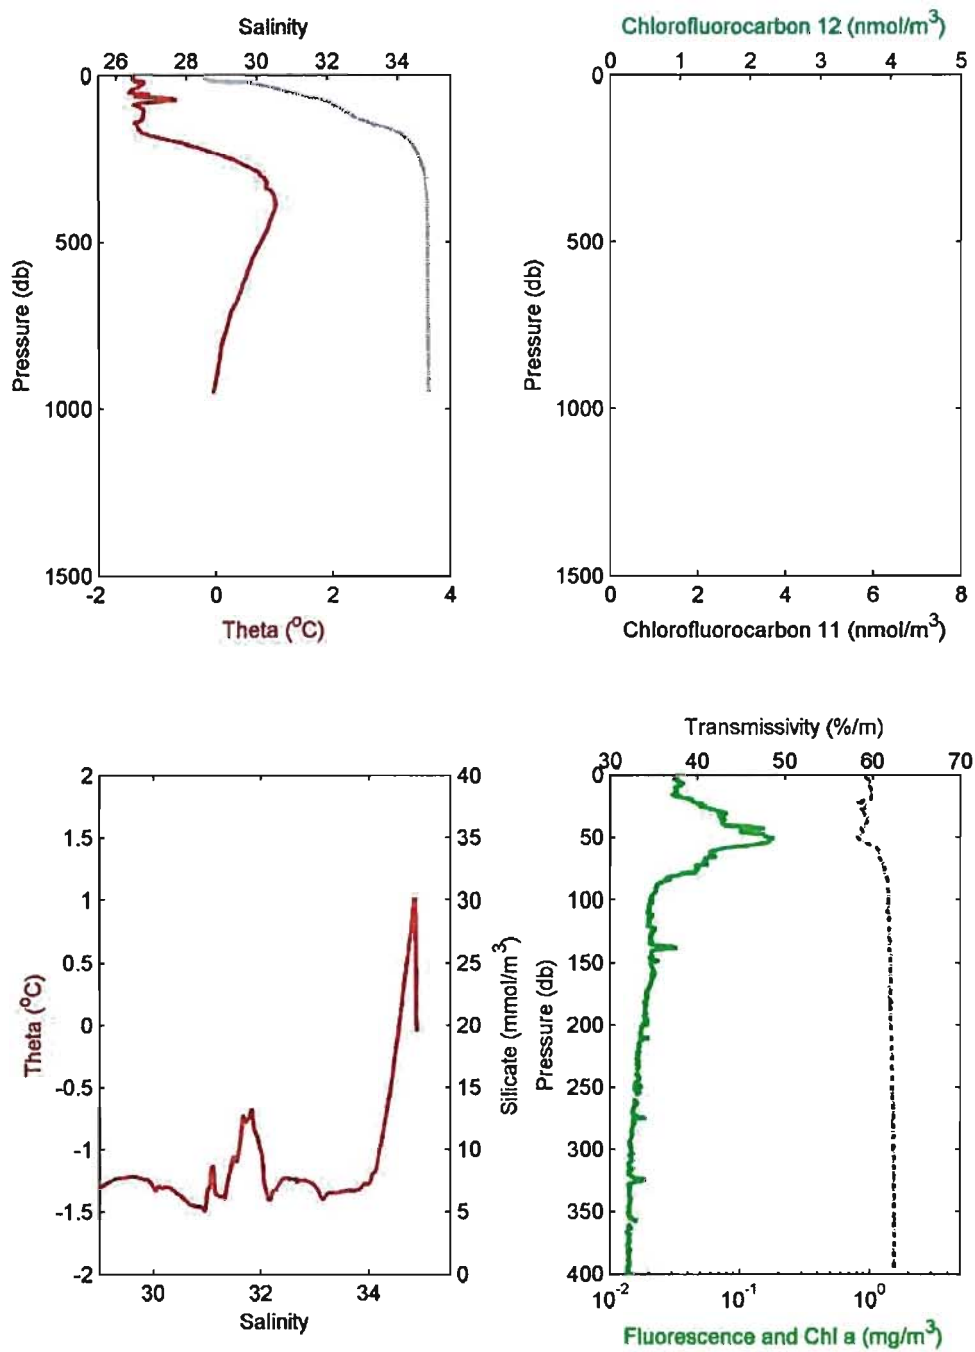 Salinity
26 28 30 32 34
0
500
1000
1500
Pressure (db)
-2 0 2 4
Theta (°C)
Chlorofluorocarbon 12 (nmol/m³)
0 1 2 3 4 5
0
500
1000
1500
Pressure (db)
0 2 4 6 8
Chlorofluorocarbon 11 (nmol/m³)
2
1.5
1
0.5
0
-0.5
-1
-1.5
-2
Theta (°C)
40
35
30
25
20
15
10
5
0
Silicate (mmol/m³)
30 32 34
Salinity
Transmissivity (%/m)
30 40 50 60 70
0
50
100
150
200
250
300
350
400
Pressure (db)
10⁻² 10⁻¹ 10⁰
Fluorescence and Chl a (mg/m³)